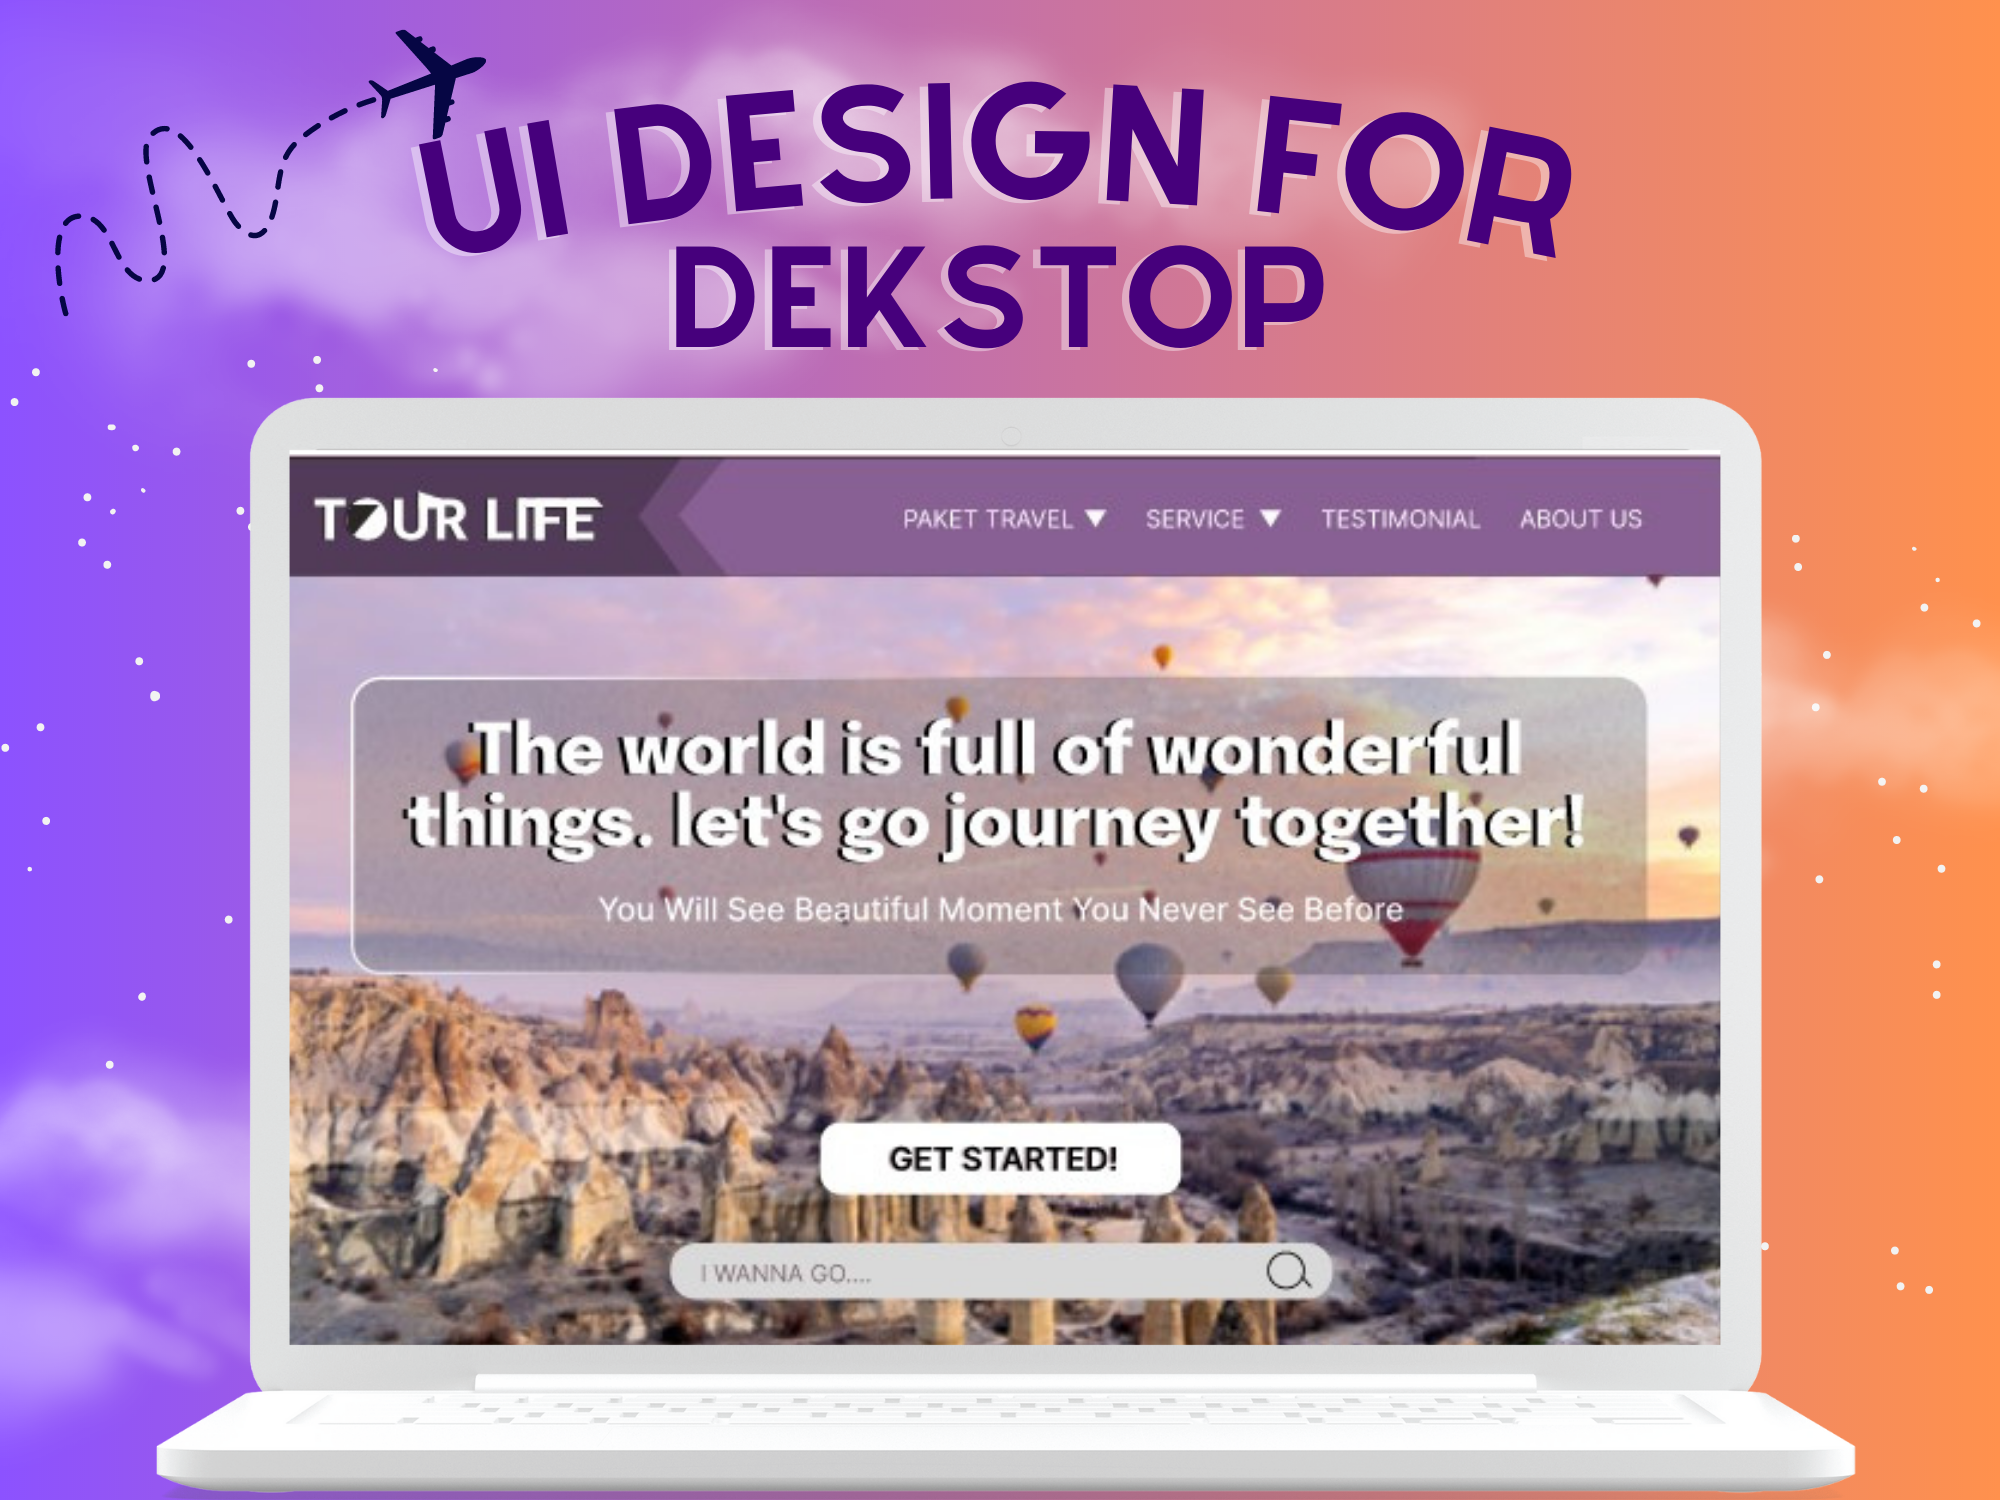 UI DESIGN FOR
DEKSTOP
TOUR LIFE
PAKET TRAVEL ▼ SERVICE ▼ TESTIMONIAL ABOUT US
The world is full of wonderful
things. let's go journey together!
You Will See Beautiful Moment You Never See Before
GET STARTED!
I WANNA GO....